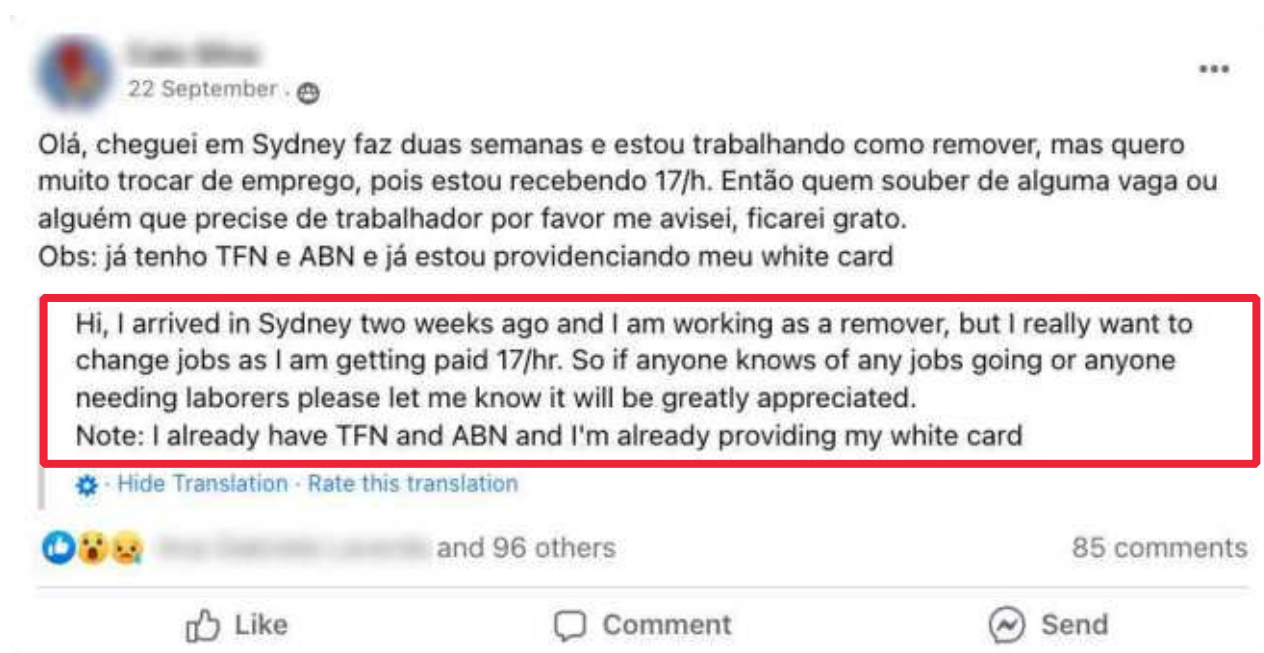 22 September ·
Olá, cheguei em Sydney faz duas semanas e estou trabalhando como remover, mas quero
muito trocar de emprego, pois estou recebendo 17/h. Então quem souber de alguma vaga ou
alguém que precise de trabalhador por favor me avisei, ficarei grato.
Obs: já tenho TFN e ABN e já estou providenciando meu white card
Hi, I arrived in Sydney two weeks ago and I am working as a remover, but I really want to
change jobs as I am getting paid 17/hr. So if anyone knows of any jobs going or anyone
needing laborers please let me know it will be greatly appreciated.
Note: I already have TFN and ABN and I'm already providing my white card
· Hide Translation · Rate this translation
and 96 others 85 comments
Like Comment Send